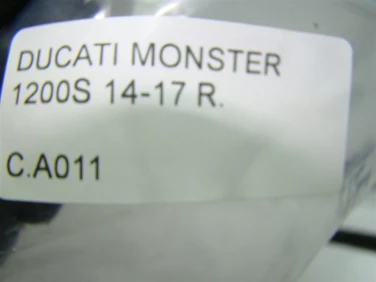 DUCATI MONSTER
1200S 14-17 R.
C.A011